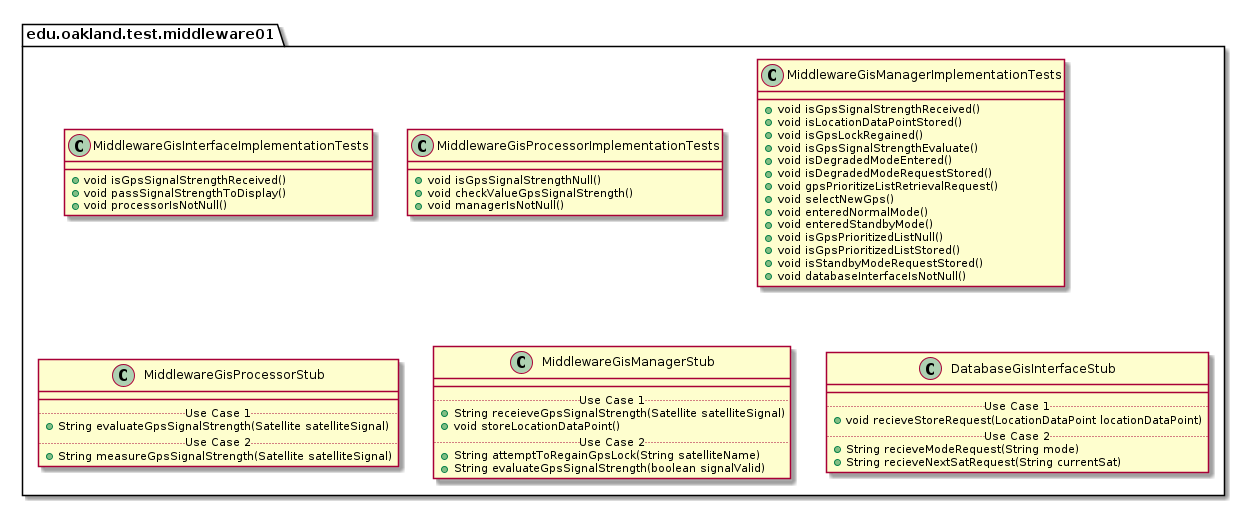 edu.oakland.test.middleware01
C MiddlewareGisInterfaceImplementationTests
void isGpsSignalStrengthReceived()
void passSignalStrengthToDisplay()
void processorIsNotNull()
C MiddlewareGisProcessorImplementationTests
void isGpsSignalStrengthNull()
void checkValueGpsSignalStrength()
void managerIsNotNull()
C MiddlewareGisManagerImplementationTests
void isGpsSignalStrengthReceived()
void isLocationDataPointStored()
void isGpsLockRegained()
void isGpsSignalStrengthEvaluate()
void isDegradedModeEntered()
void isDegradedModeRequestStored()
void gpsPrioritizeListRetrievalRequest()
void selectNewGps()
void enteredNormalMode()
void enteredStandbyMode()
void isGpsPrioritizedListNull()
void isGpsPrioritizedListStored()
void isStandbyModeRequestStored()
void databaseInterfaceIsNotNull()
C MiddlewareGisProcessorStub
Use Case 1
String evaluateGpsSignalStrength(Satellite satelliteSignal)
Use Case 2
String measureGpsSignalStrength(Satellite satelliteSignal)
C MiddlewareGisManagerStub
Use Case 1
String receieveGpsSignalStrength(Satellite satelliteSignal)
void storeLocationDataPoint()
Use Case 2
String attemptToRegainGpsLock(String satelliteName)
String evaluateGpsSignalStrength(boolean signalValid)
C DatabaseGisInterfaceStub
Use Case 1
void recieveStoreRequest(LocationDataPoint locationDataPoint)
Use Case 2
String recieveModeRequest(String mode)
String recieveNextSatRequest(String currentSat)